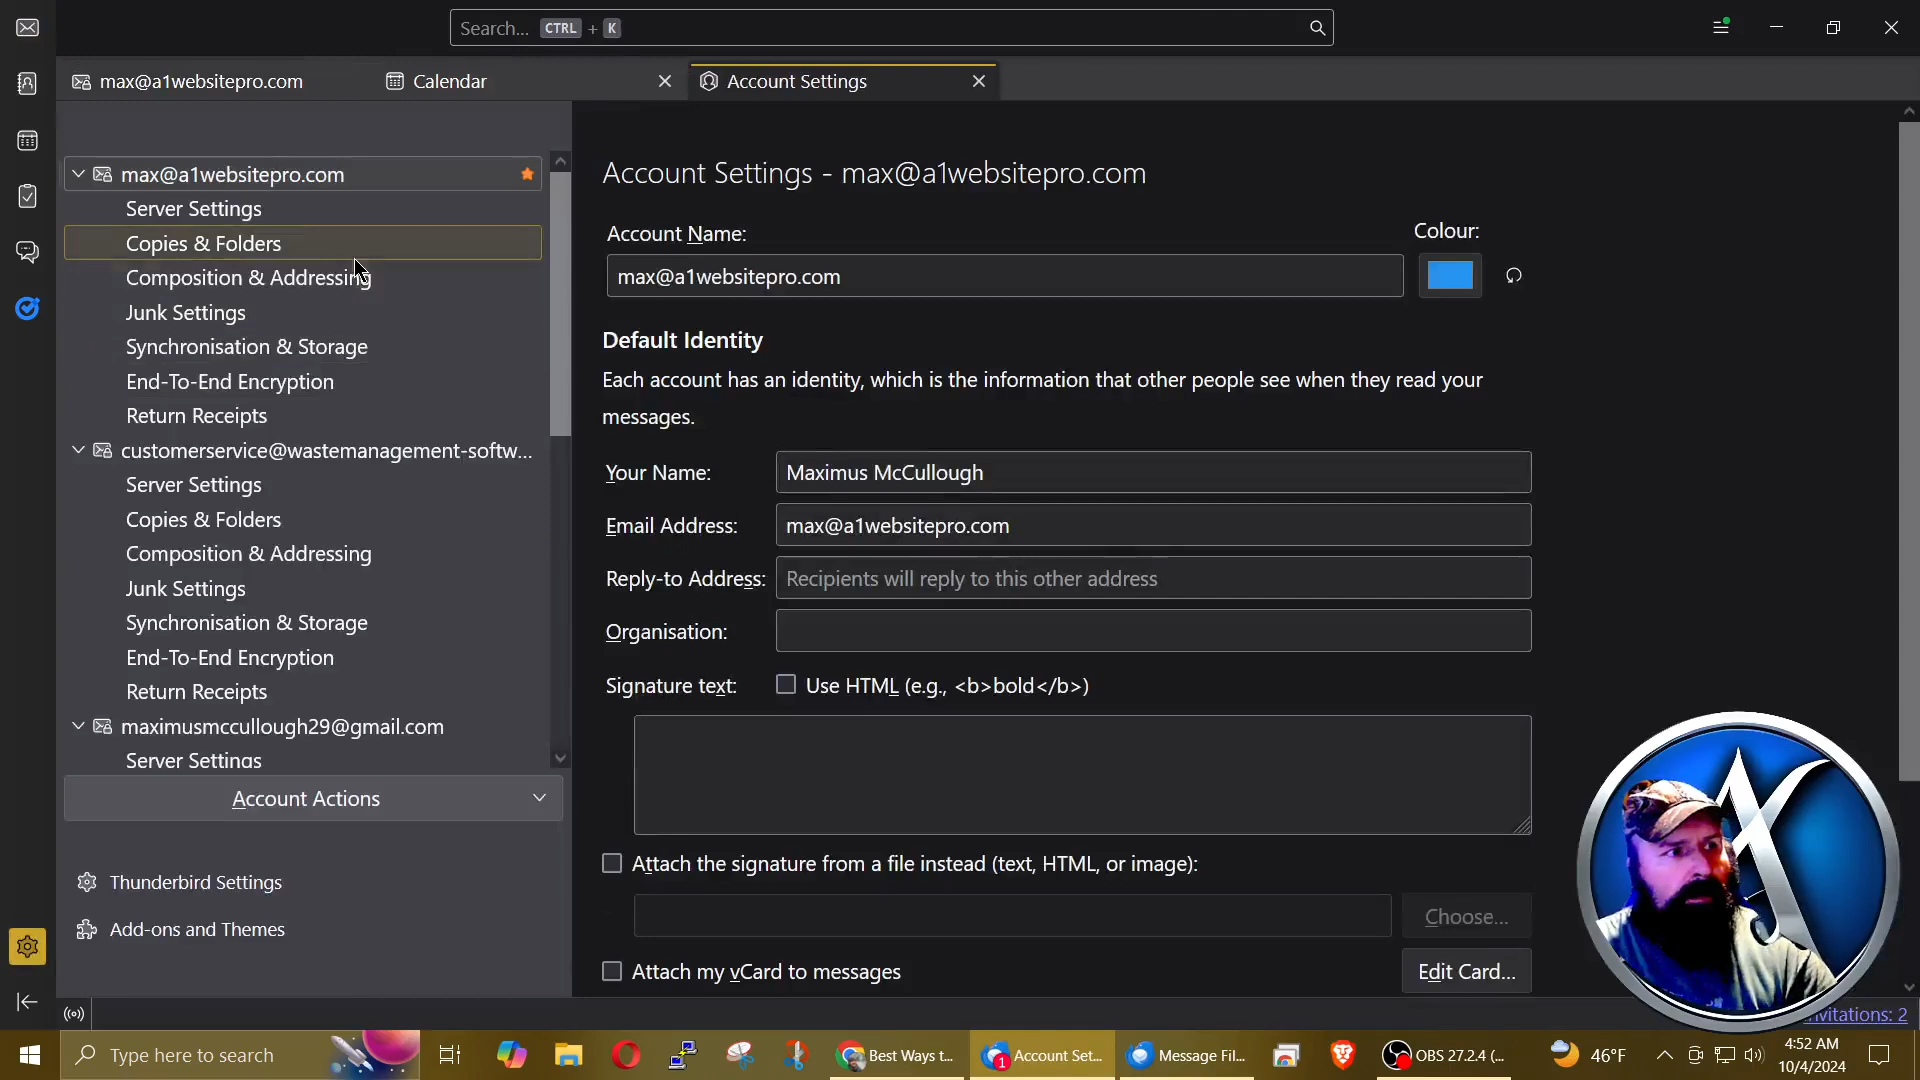 Search... CTRL + K
max@a1websitepro.com
Calendar
Account Settings
max@a1websitepro.com
Server Settings
Copies & Folders
Composition & Addressing
Junk Settings
Synchronisation & Storage
End-To-End Encryption
Return Receipts
customerservice@wastemanagement-softw...
Server Settings
Copies & Folders
Composition & Addressing
Junk Settings
Synchronisation & Storage
End-To-End Encryption
Return Receipts
maximusmccullough29@gmail.com
Server Settings
Account Actions
Thunderbird Settings
Add-ons and Themes
Account Settings - max@a1websitepro.com
Account Name:
Colour:
max@a1websitepro.com
Default Identity
Each account has an identity, which is the information that other people see when they read your
messages.
Your Name: Maximus McCullough
Email Address: max@a1websitepro.com
Reply-to Address: Recipients will reply to this other address
Organisation:
Signature text: Use HTML (e.g., <b>bold</b>)
Attach the signature from a file instead (text, HTML, or image):
Choose...
Attach my vCard to messages
Edit Card...
nvitations: 2
Type here to search
Best Ways t...
1
Account Set...
Message Fil...
OBS 27.2.4 (...
46°F
4:52 AM
10/4/2024